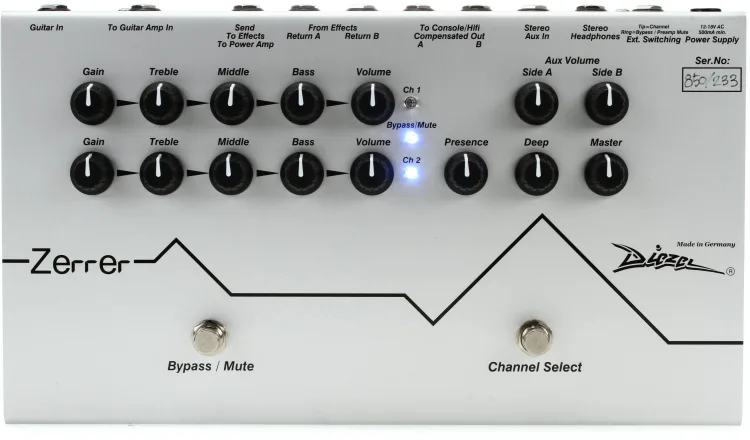 Guitar In
To Guitar Amp In
Send
To Effects
To Power Amp
From Effects
Return A Return B
To Console/Hifi
Compensated Out
A B
Stereo
Aux In
Stereo
Headphones
Tip=Channel
Ring=Bypass / Preamp Mute
Ext. Switching
12-18V AC
500mA min.
Power Supply
Gain Treble Middle Bass Volume
Ch 1
Aux Volume
Side A Side B
Ser.No:
850/233
Bypass/Mute
Gain Treble Middle Bass Volume
Ch 2
Presence Deep Master
Zerrer
Made in Germany
Diezel ®
Bypass / Mute
Channel Select